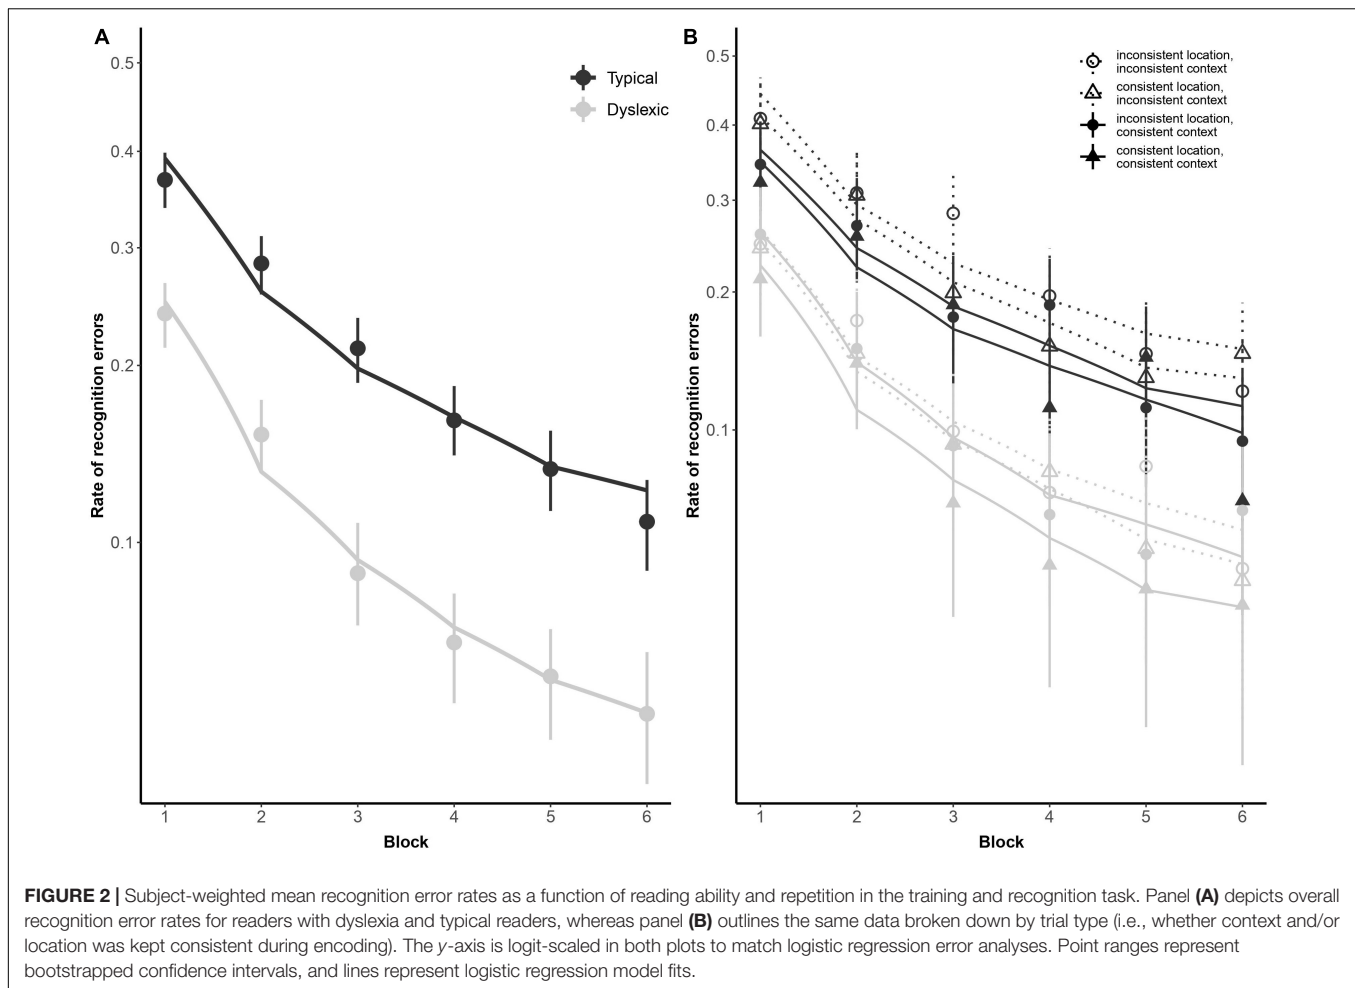 A
Typical
Dyslexic
0.5
0.4
0.3
0.2
0.1
Rate of recognition errors
1 2 3 4 5 6
Block
B
inconsistent location,
inconsistent context
consistent location,
inconsistent context
inconsistent location,
consistent context
consistent location,
consistent context
0.5
0.4
0.3
0.2
0.1
Rate of recognition errors
1 2 3 4 5 6
Block
FIGURE 2 | Subject-weighted mean recognition error rates as a function of reading ability and repetition in the training and recognition task. Panel (A) depicts overall
recognition error rates for readers with dyslexia and typical readers, whereas panel (B) outlines the same data broken down by trial type (i.e., whether context and/or
location was kept consistent during encoding). The y-axis is logit-scaled in both plots to match logistic regression error analyses. Point ranges represent
bootstrapped confidence intervals, and lines represent logistic regression model fits.